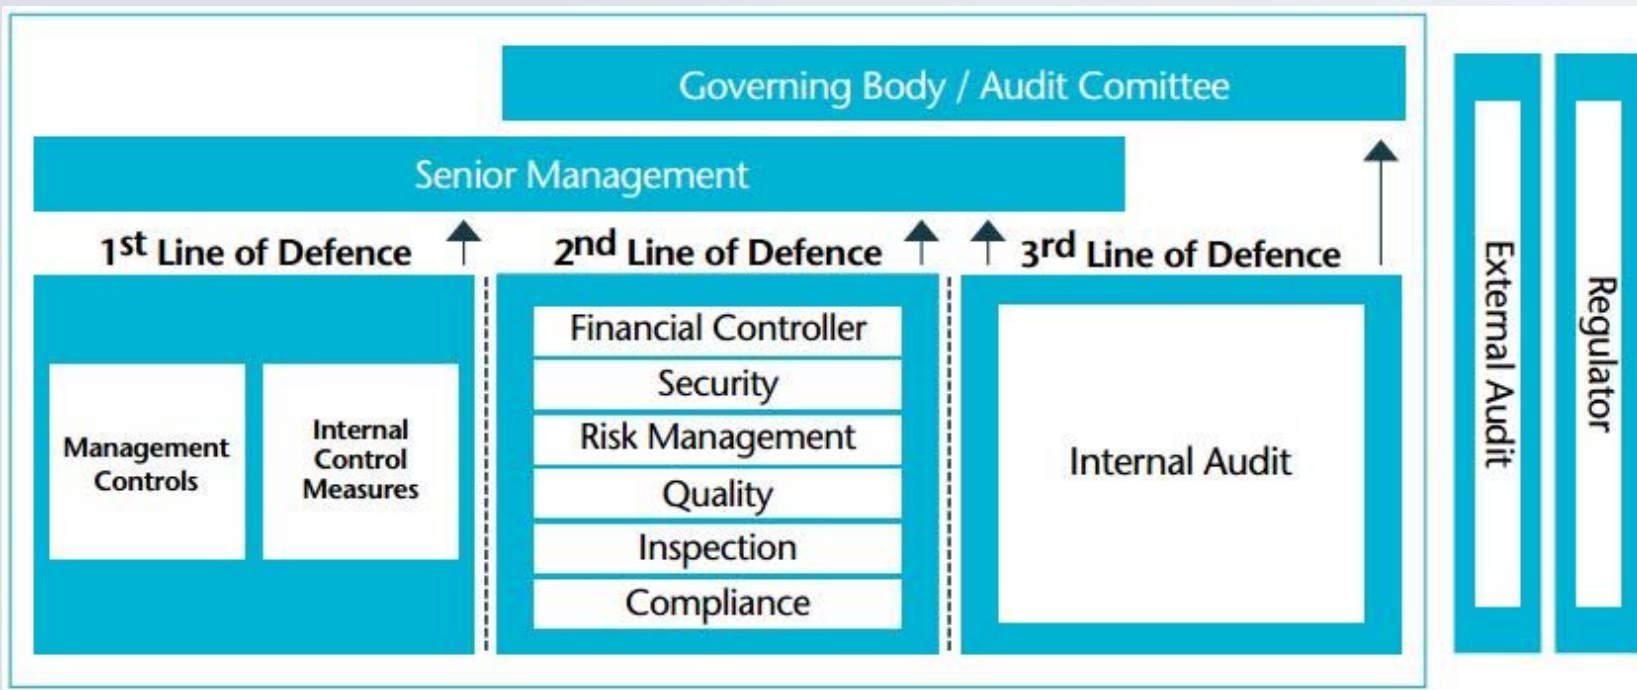 Governing Body / Audit Comittee
Senior Management
1st Line of Defence
2nd Line of Defence
3rd Line of Defence
Management
Controls
Internal
Control
Measures
Financial Controller
Security
Risk Management
Quality
Inspection
Compliance
Internal Audit
External Audit
Regulator